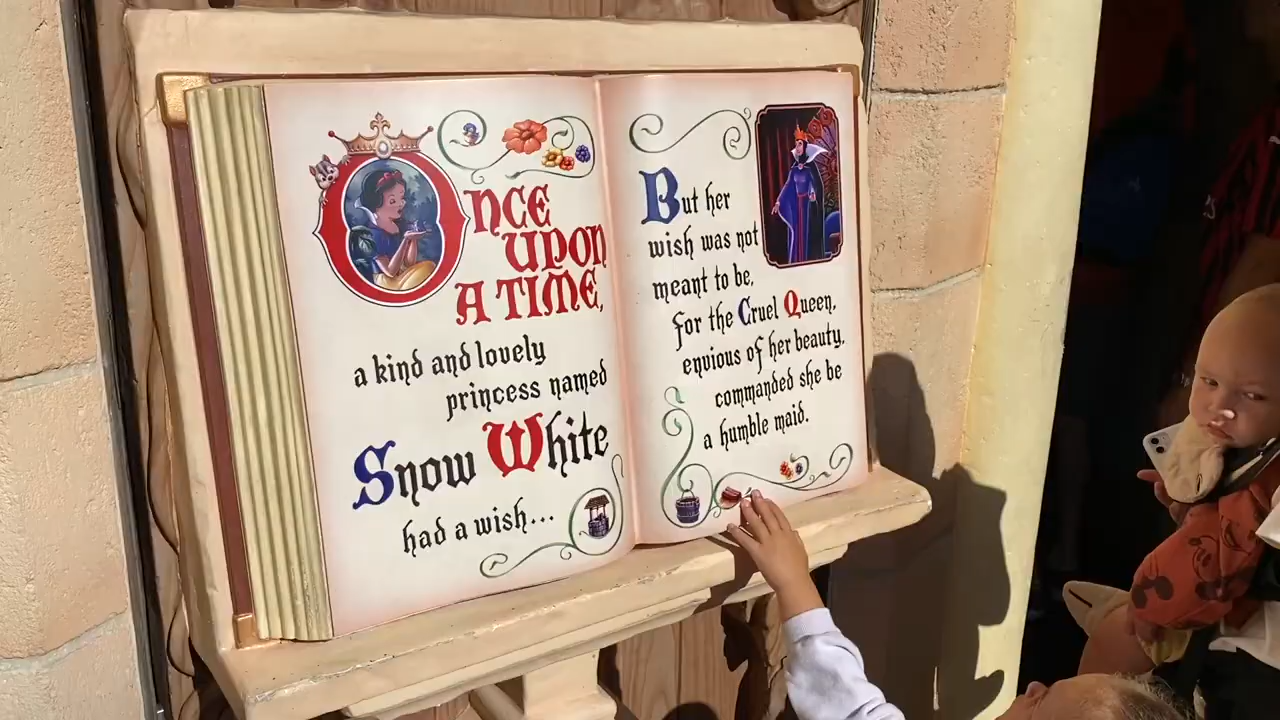 ONCE
UPON
A TIME,
a kind and lovely
princess named
Snow White
had a wish...
But her
wish was not
meant to be,
For the Cruel Queen,
envious of her beauty,
commanded she be
a humble maid.